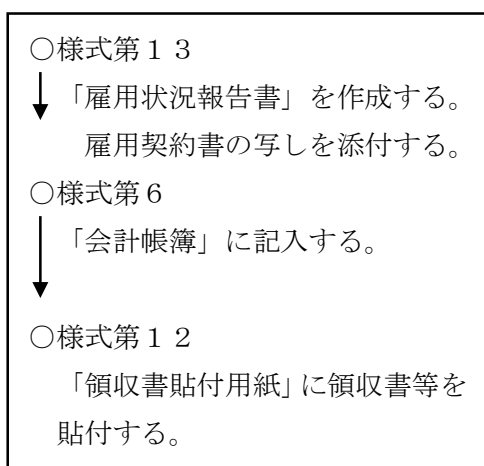 ○様式第１３
「雇用状況報告書」を作成する。
雇用契約書の写しを添付する。
○様式第６
「会計帳簿」に記入する。
○様式第１２
「領収書貼付用紙」に領収書等を
貼付する。